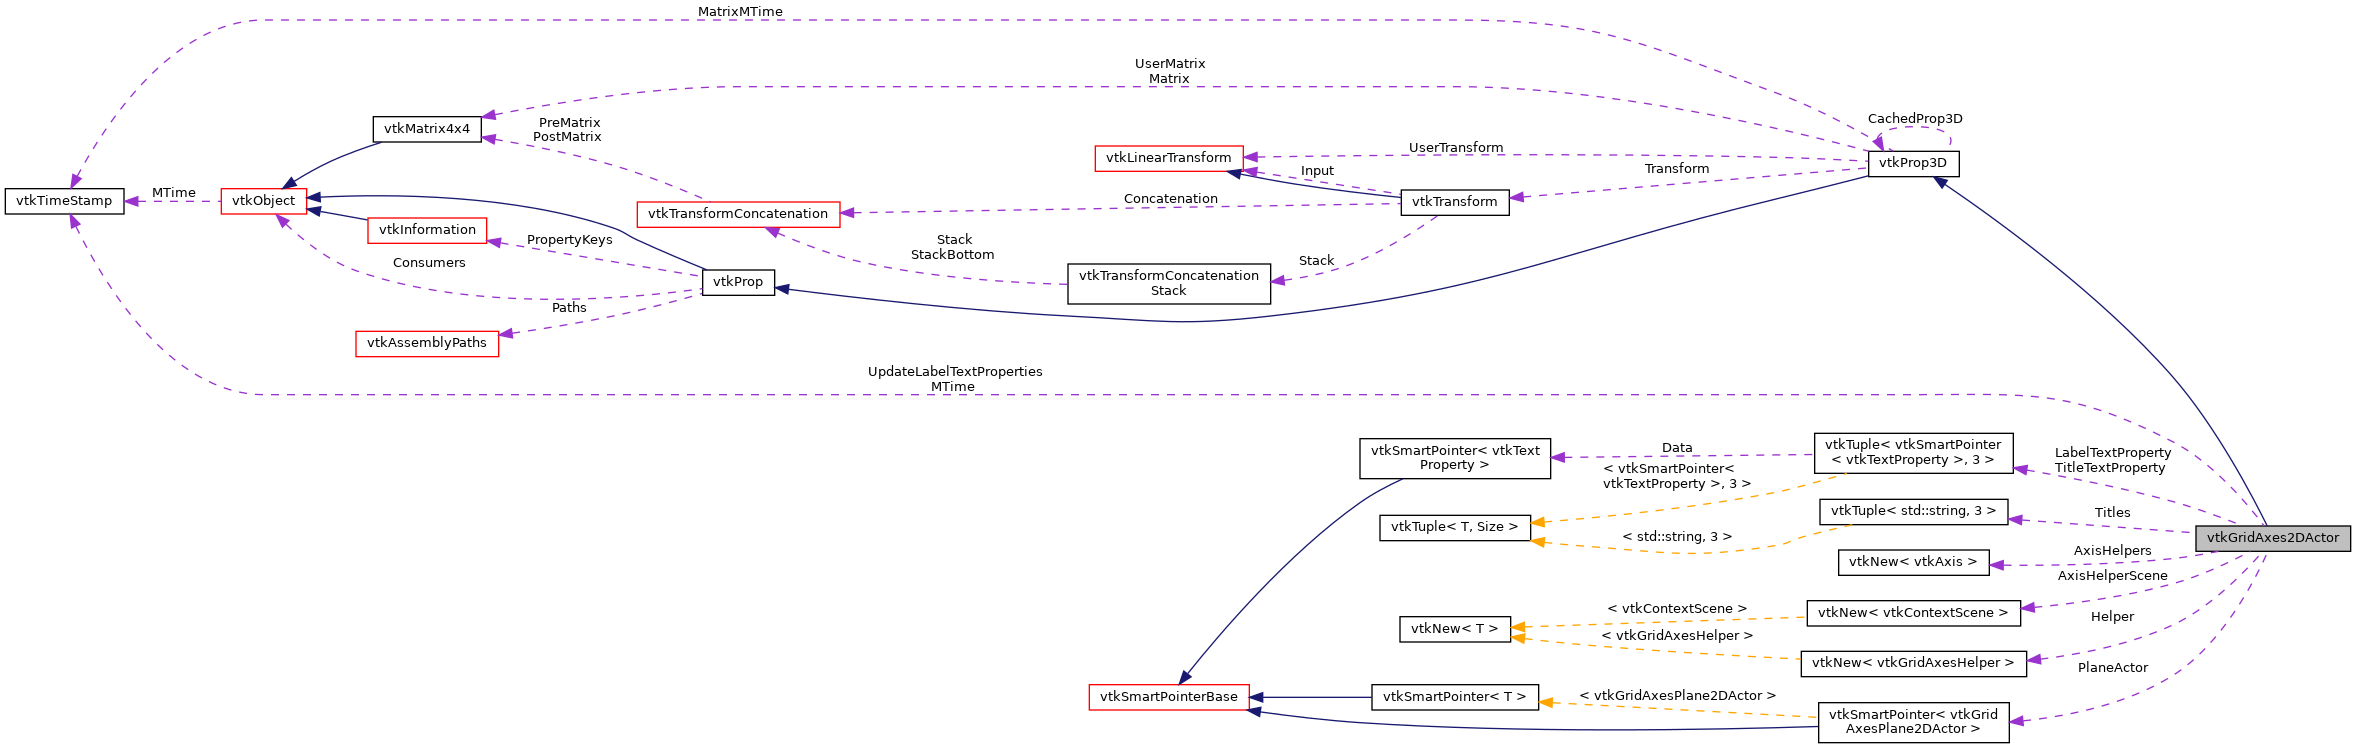 MatrixMTime
UserMatrix
Matrix
CachedProp3D
vtkMatrix4x4
PreMatrix
PostMatrix
UserTransform
vtkLinearTransform
vtkProp3D
Input
Transform
MTime
vtkTimeStamp
vtkObject
Concatenation
vtkTransform
vtkTransformConcatenation
vtkInformation
PropertyKeys
Stack
StackBottom
Consumers
Stack
vtkProp
vtkTransformConcatenation
Stack
Paths
vtkAssemblyPaths
UpdateLabelTextProperties
MTime
vtkSmartPointer< vtkText
Property >
Data
vtkTuple< vtkSmartPointer
< vtkTextProperty >, 3 >
LabelTextProperty
TitleTextProperty
< vtkSmartPointer<
vtkTextProperty >, 3 >
vtkTuple< T, Size >
vtkTuple< std::string, 3 >
Titles
< std::string, 3 >
vtkGridAxes2DActor
AxisHelpers
vtkNew< vtkAxis >
AxisHelperScene
< vtkContextScene >
vtkNew< vtkContextScene >
Helper
vtkNew< T >
< vtkGridAxesHelper >
vtkNew< vtkGridAxesHelper >
PlaneActor
vtkSmartPointerBase
vtkSmartPointer< T >
< vtkGridAxesPlane2DActor >
vtkSmartPointer< vtkGrid
AxesPlane2DActor >